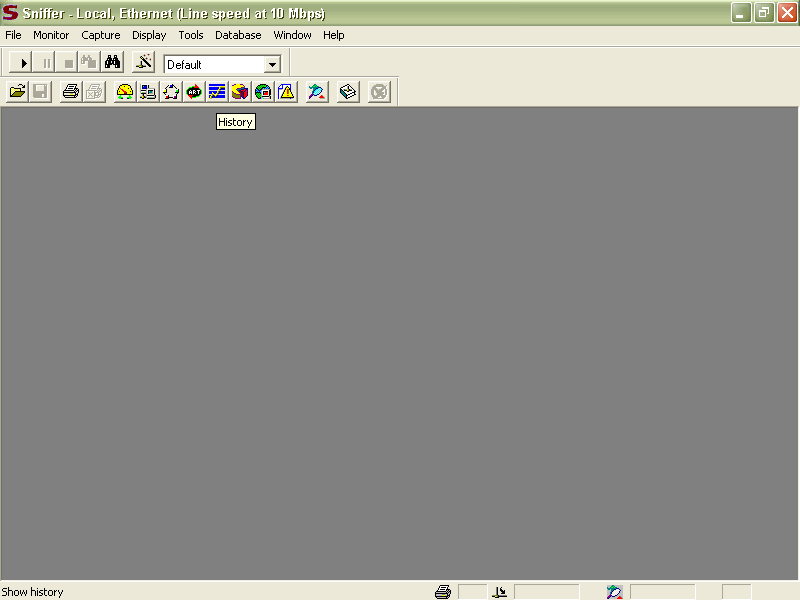 S Sniffer - Local, Ethernet (Line speed at 10 Mbps)
File Monitor Capture Display Tools Database Window Help
Default
ART
History
Show history